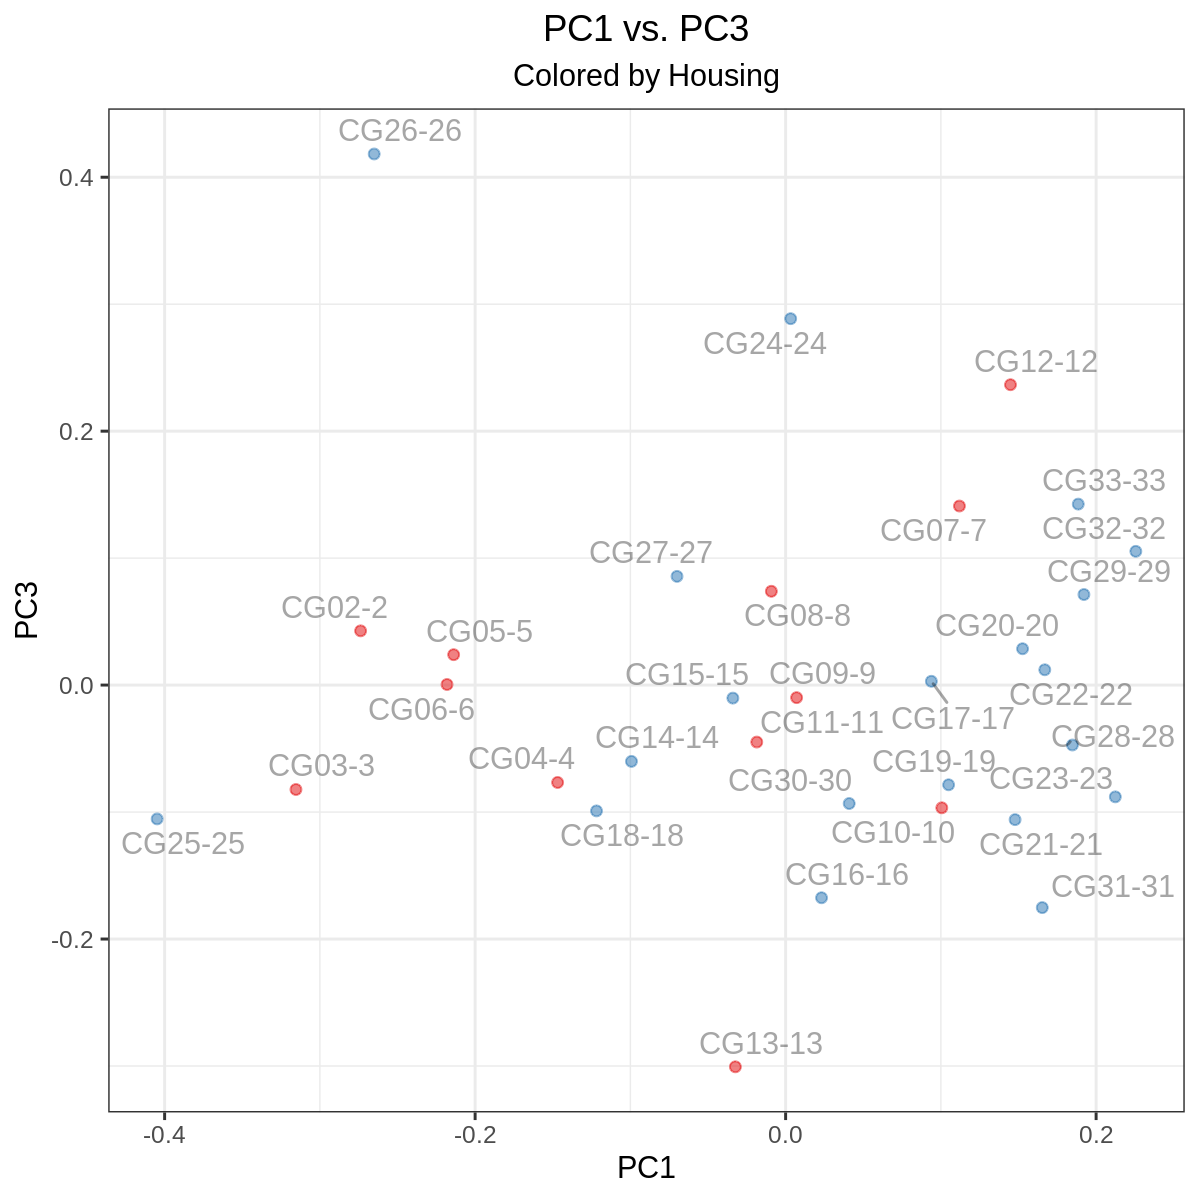 PC1 vs. PC3
Colored by Housing
CG26-26
0.4
CG24-24
CG12-12
0.2
CG33-33
CG07-7
CG32-32
CG27-27
CG29-29
CG02-2
CG08-8
CG05-5
CG20-20
PC3
CG15-15
CG09-9
0.0
CG22-22
CG06-6
CG11-11
CG17-17
CG14-14
CG28-28
CG04-4
CG19-19
CG03-3
CG30-30
CG23-23
CG18-18
CG10-10
CG25-25
CG21-21
CG16-16
CG31-31
-0.2
CG13-13
-0.4
-0.2
0.0
0.2
PC1